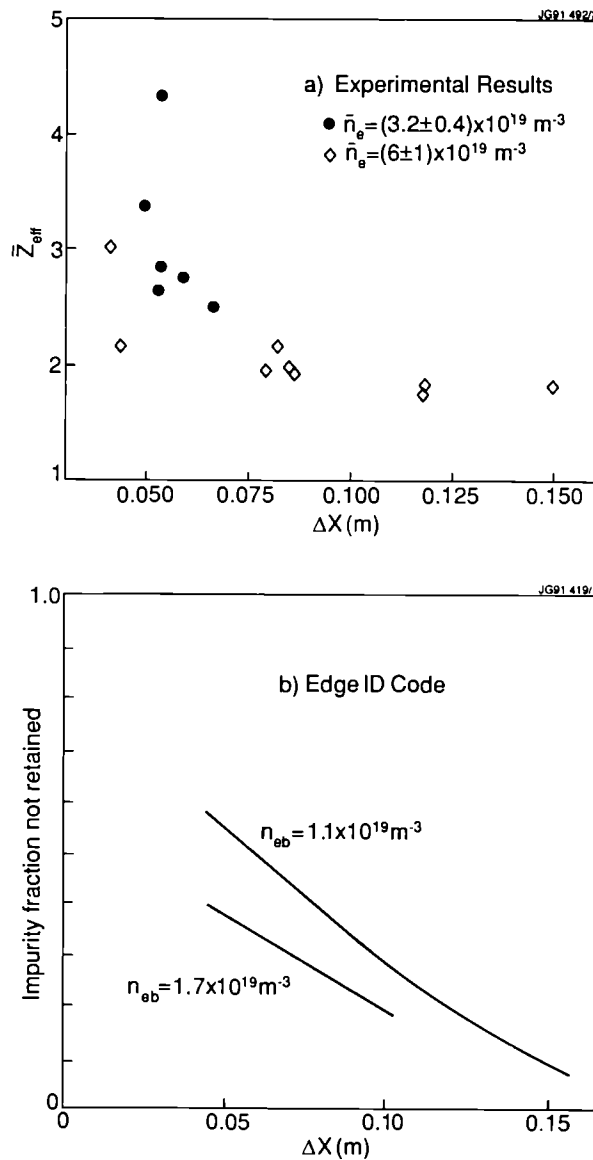 JG91 492/
5
a) Experimental Results
● n̄e=(3.2±0.4)x10¹⁹ m⁻³
◇ n̄e=(6±1)x10¹⁹ m⁻³
4
Z̄eff
3
2
1
0.050 0.075 0.100 0.125 0.150
ΔX (m)
JG91 419/
1.0
b) Edge ID Code
Impurity fraction not retained
neb=1.1x10¹⁹m⁻³
neb=1.7x10¹⁹m⁻³
0
0 0.05 0.10 0.15
ΔX (m)